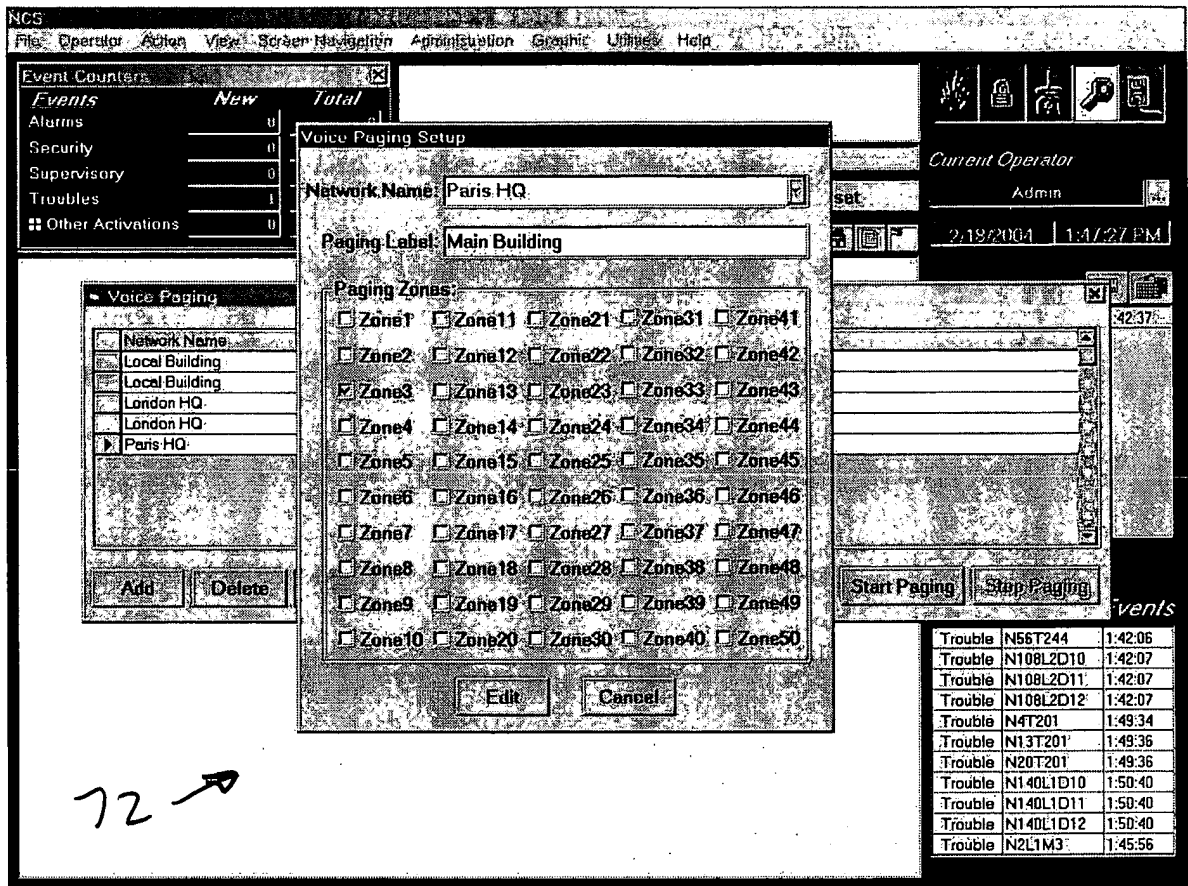 NCS
File Operator Action View Screen Navigation Administration Graphic Utilities Help
Event Counters
Events New Total
Alarms 0 0
Security 0
Supervisory 0
Troubles 1
Other Activations 0
Voice Paging Setup
Network Name: Paris HQ
Paging Label: Main Building
Paging Zones:
Zone1 Zone11 Zone21 Zone31 Zone41
Zone2 Zone12 Zone22 Zone32 Zone42
Zone3 Zone13 Zone23 Zone33 Zone43
Zone4 Zone14 Zone24 Zone34 Zone44
Zone5 Zone15 Zone25 Zone35 Zone45
Zone6 Zone16 Zone26 Zone36 Zone46
Zone7 Zone17 Zone27 Zone37 Zone47
Zone8 Zone18 Zone28 Zone38 Zone48
Zone9 Zone19 Zone29 Zone39 Zone49
Zone10 Zone20 Zone30 Zone40 Zone50
Edit Cancel
set
Current Operator
Admin
2/18/2004 1:47:27 PM
:42:37
Voice Paging
Network Name
Local Building
Local Building
London HQ
London HQ
Paris HQ
Add Delete Start Paging Stop Paging
vents
Trouble N56T244 1:42:06
Trouble N108L2D10 1:42:07
Trouble N108L2D11 1:42:07
Trouble N108L2D12 1:42:07
Trouble N4T201 1:49:34
Trouble N13T201 1:49:36
Trouble N20T201 1:49:36
Trouble N140L1D10 1:50:40
Trouble N140L1D11 1:50:40
Trouble N140L1D12 1:50:40
Trouble N2L1M3 1:45:56
72